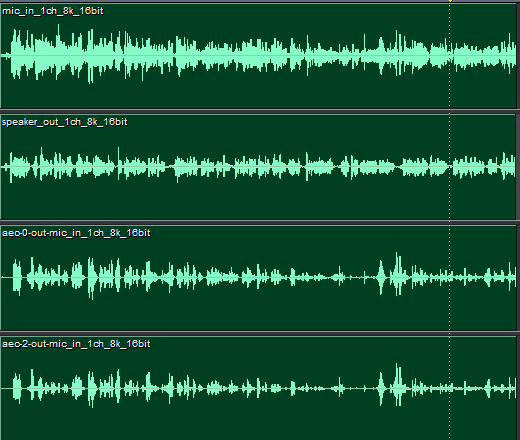 mic_in_1ch_8k_16bit
speaker_out_1ch_8k_16bit
aec-0-out-mic_in_1ch_8k_16bit
aec-2-out-mic_in_1ch_8k_16bit